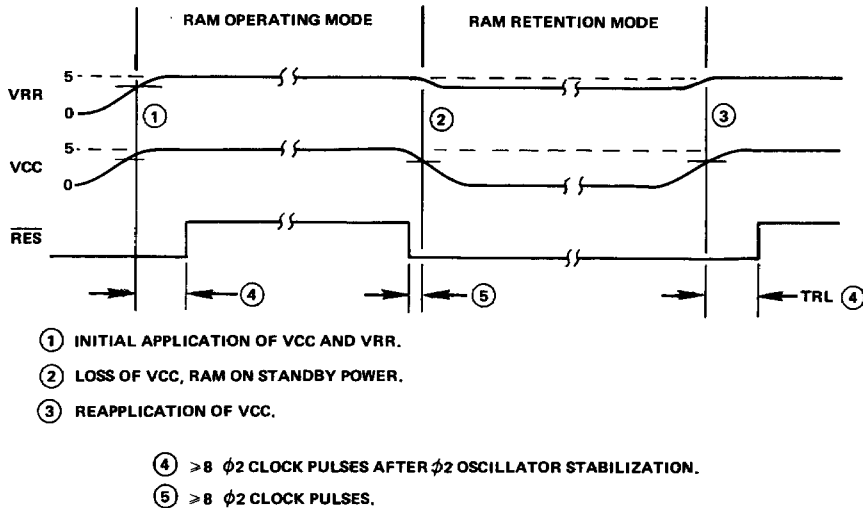 RAM OPERATING MODE RAM RETENTION MODE
5
VRR
0
① ② ③
5
VCC
0
RES
④ ⑤ TRL ④
① INITIAL APPLICATION OF VCC AND VRR.
② LOSS OF VCC, RAM ON STANDBY POWER.
③ REAPPLICATION OF VCC.
④ ⩾8 ϕ2 CLOCK PULSES AFTER ϕ2 OSCILLATOR STABILIZATION.
⑤ ⩾8 ϕ2 CLOCK PULSES.